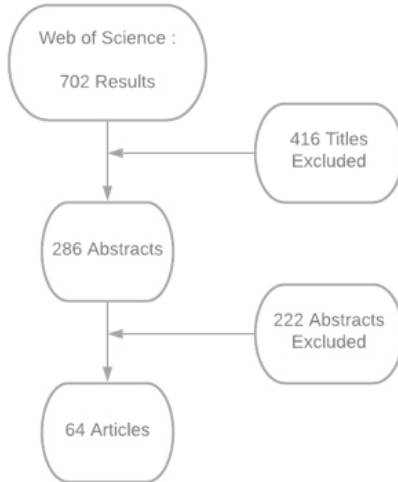 Web of Science :
702 Results
416 Titles
Excluded
286 Abstracts
222 Abstracts
Excluded
64 Articles